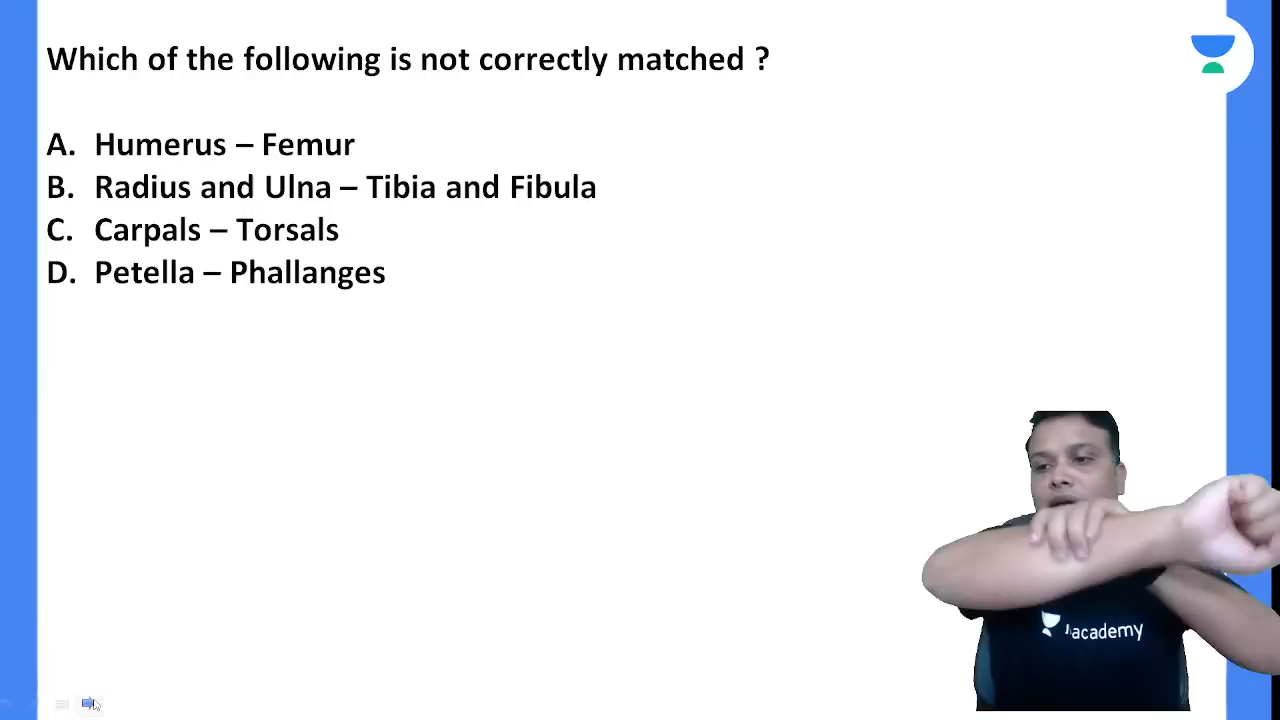 Which of the following is not correctly matched ?
A. Humerus – Femur
B. Radius and Ulna – Tibia and Fibula
C. Carpals – Torsals
D. Petella – Phallanges
academy